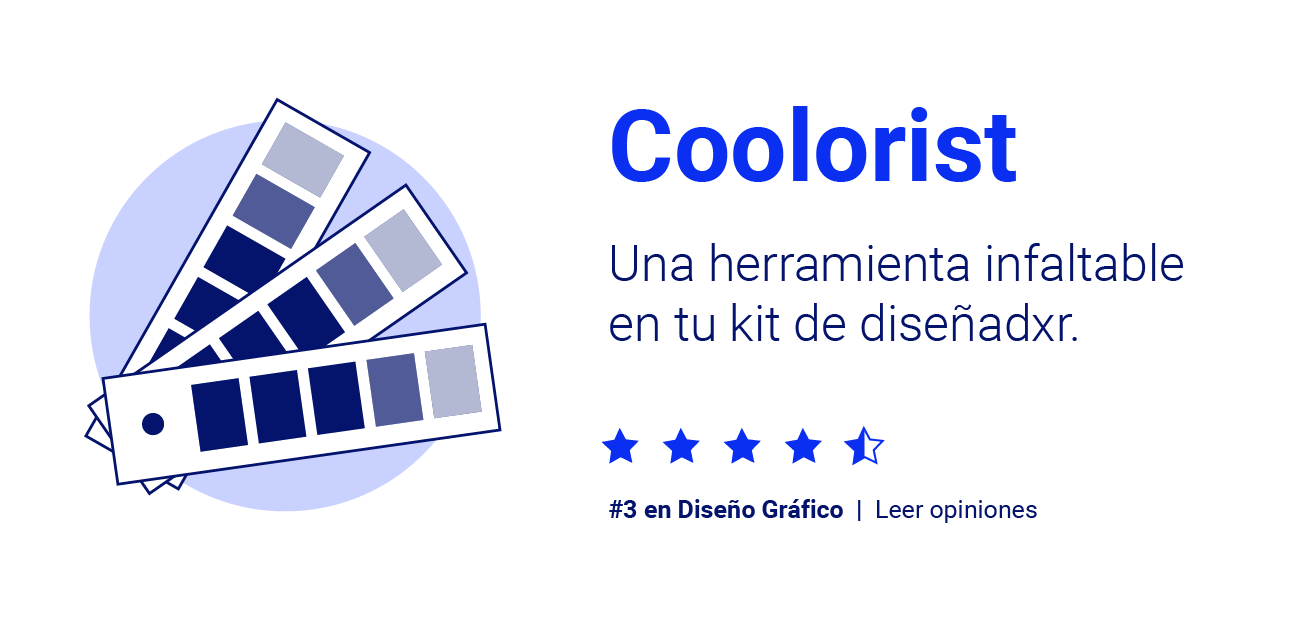 Coolorist
Una herramienta infaltable
en tu kit de diseñadxr.
#3 en Diseño Gráfico | Leer opiniones